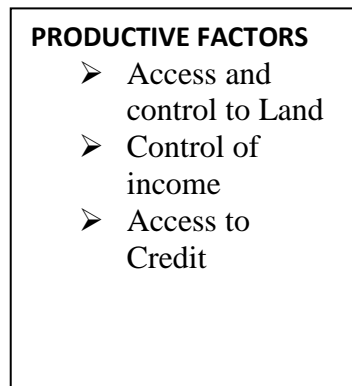 PRODUCTIVE FACTORS
➢ Access and
control to Land
➢ Control of
income
➢ Access to
Credit